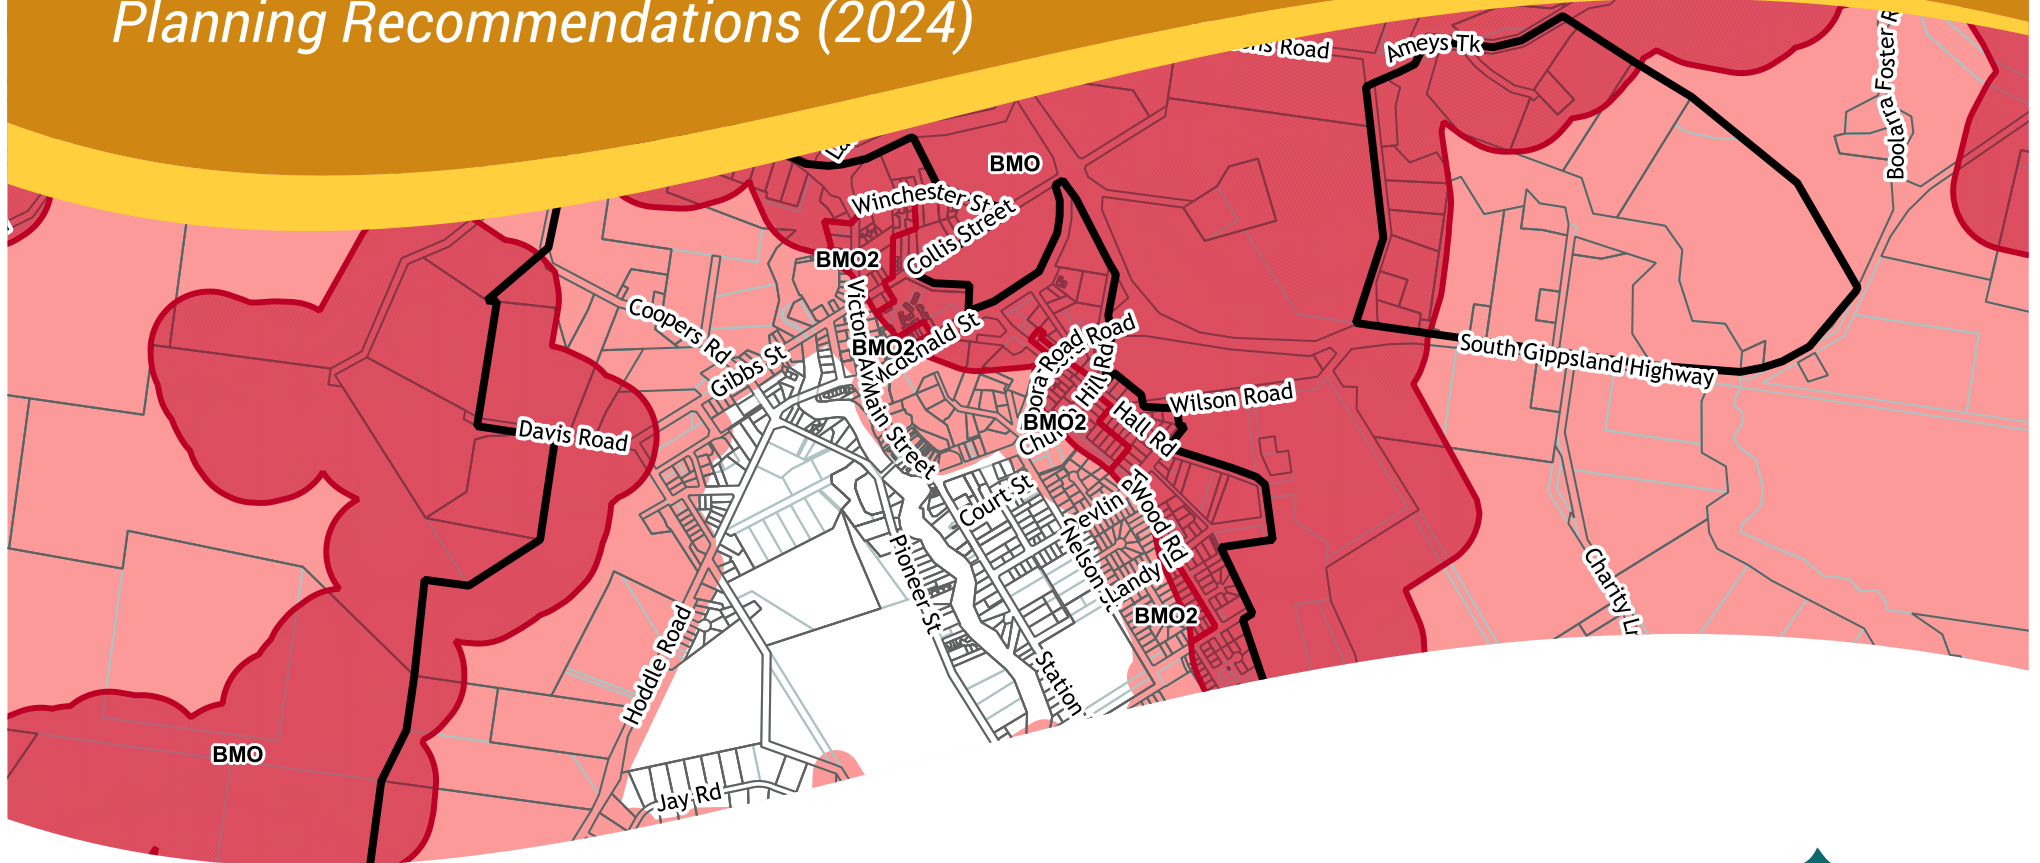 Planning Recommendations (2024)
Road
Ameys Tk
Boolarra Foster
BMO
Winchester St
Collis Street
BMO2
Coopers Rd
Gibbs St
BMO2
Mcdonald St
Road
Road
Hill Rd
South Gippsland Highway
Wilson Road
Main Street
BMO2
Hall Rd
Davis Road
Court St
Devlin
Wood Rd
Nelson
Pioneer St
Landy
BMO2
Charity Ln
Hoddle Road
Station
BMO
Jay Rd